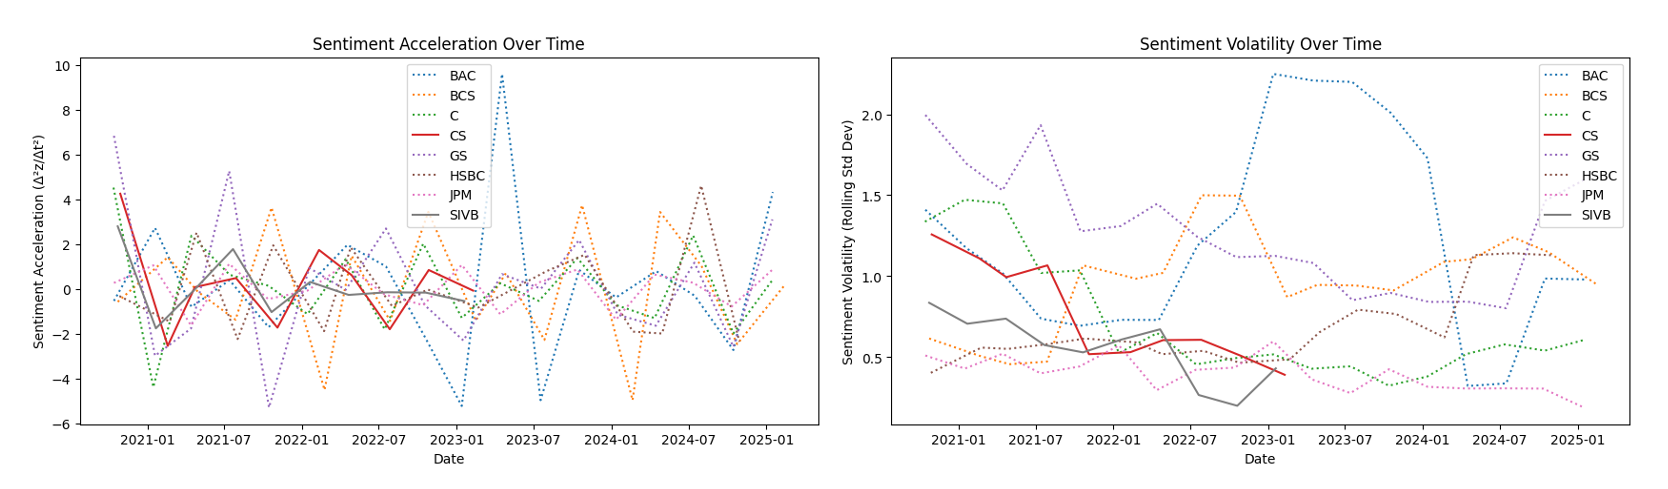 Sentiment Acceleration Over Time
Sentiment Acceleration (Δ²z/Δt²)
10
8
6
4
2
0
−2
−4
−6
BAC
BCS
C
CS
GS
HSBC
JPM
SIVB
2021-01 2021-07 2022-01 2022-07 2023-01 2023-07 2024-01 2024-07 2025-01
Date
Sentiment Volatility Over Time
Sentiment Volatility (Rolling Std Dev)
2.0
1.5
1.0
0.5
BAC
BCS
C
CS
GS
HSBC
JPM
SIVB
2021-01 2021-07 2022-01 2022-07 2023-01 2023-07 2024-01 2024-07 2025-01
Date